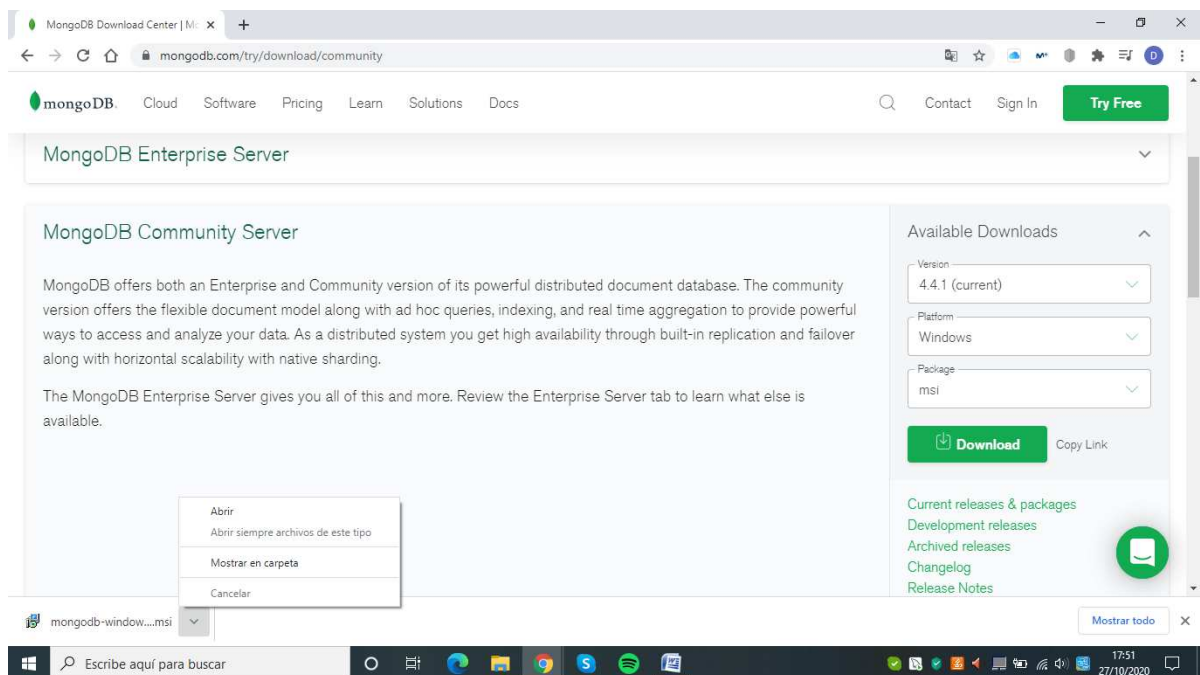 MongoDB Download Center | Mo
mongodb.com/try/download/community
D
mongoDB.
Cloud
Software
Pricing
Learn
Solutions
Docs
Contact
Sign In
Try Free
MongoDB Enterprise Server
MongoDB Community Server
MongoDB offers both an Enterprise and Community version of its powerful distributed document database. The community
version offers the flexible document model along with ad hoc queries, indexing, and real time aggregation to provide powerful
ways to access and analyze your data. As a distributed system you get high availability through built-in replication and failover
along with horizontal scalability with native sharding.
The MongoDB Enterprise Server gives you all of this and more. Review the Enterprise Server tab to learn what else is
available.
Available Downloads
Version
4.4.1 (current)
Platform
Windows
Package
msi
Download
Copy Link
Current releases & packages
Development releases
Archived releases
Changelog
Release Notes
Abrir
Abrir siempre archivos de este tipo
Mostrar en carpeta
Cancelar
mongodb-window....msi
Mostrar todo
Escribe aquí para buscar
17:51
27/10/2020